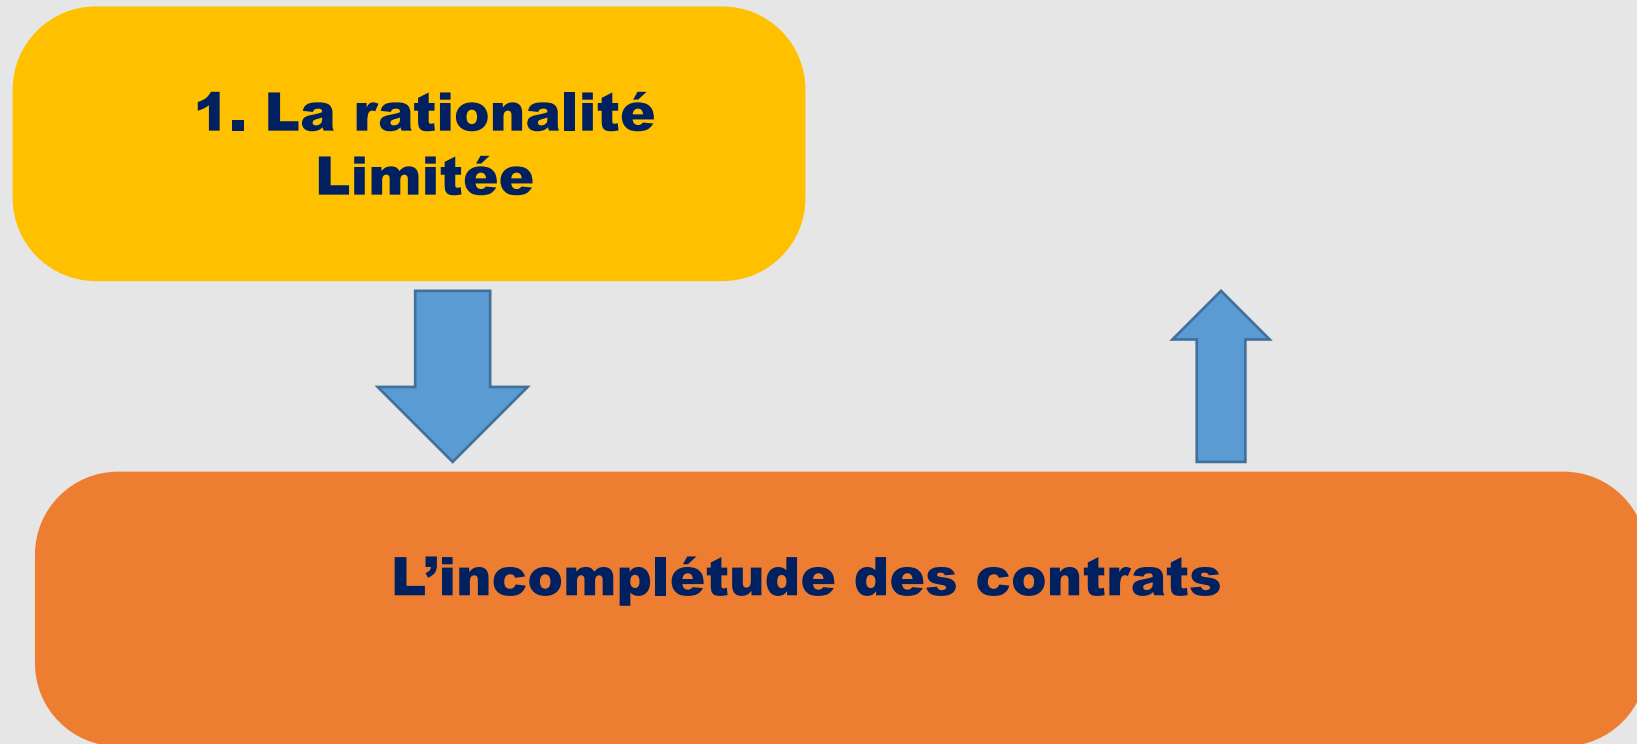 1. La rationalité
Limitée
L’incomplétude des contrats